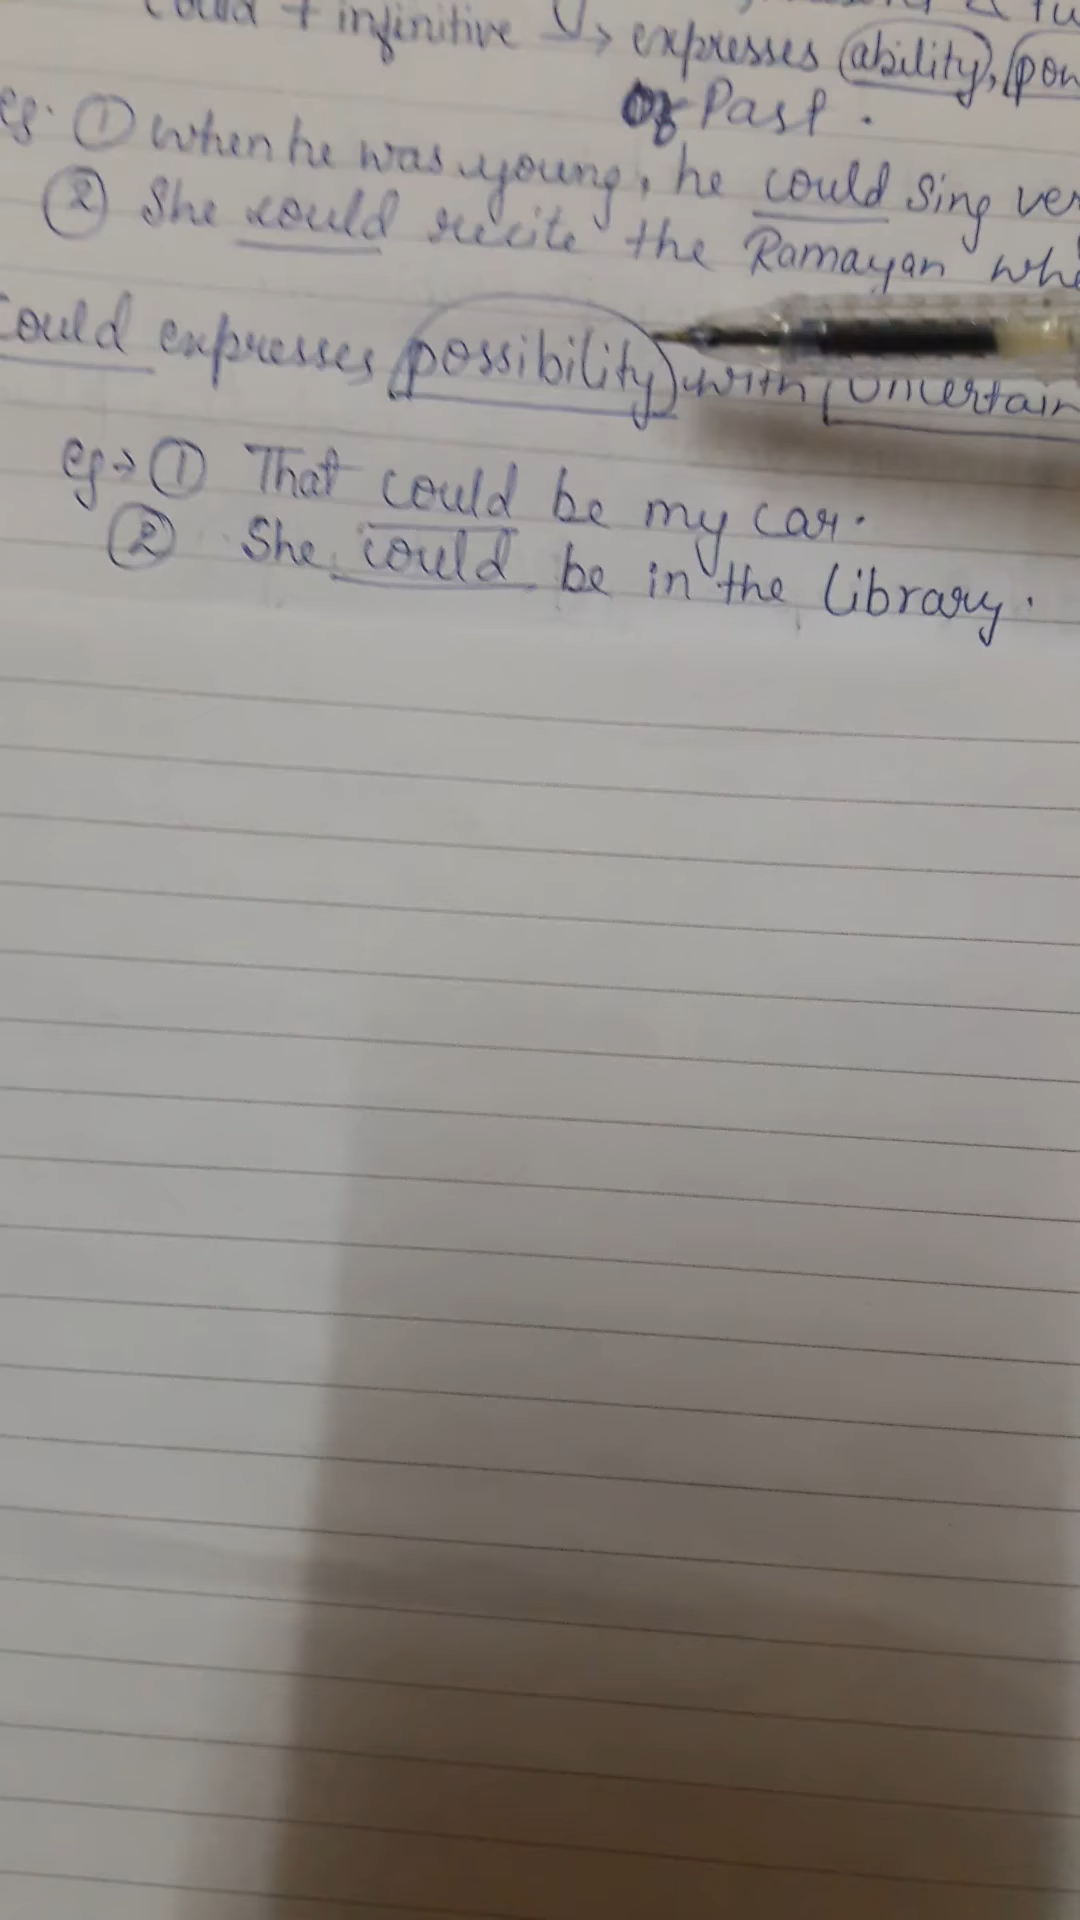 + infinitive → expresses ability,
of Past.
eg. ① When he was young, he could sing
② She could recite the Ramayan
could expresses possibility with
eg → ① That could be my car.
② She could be in the library.